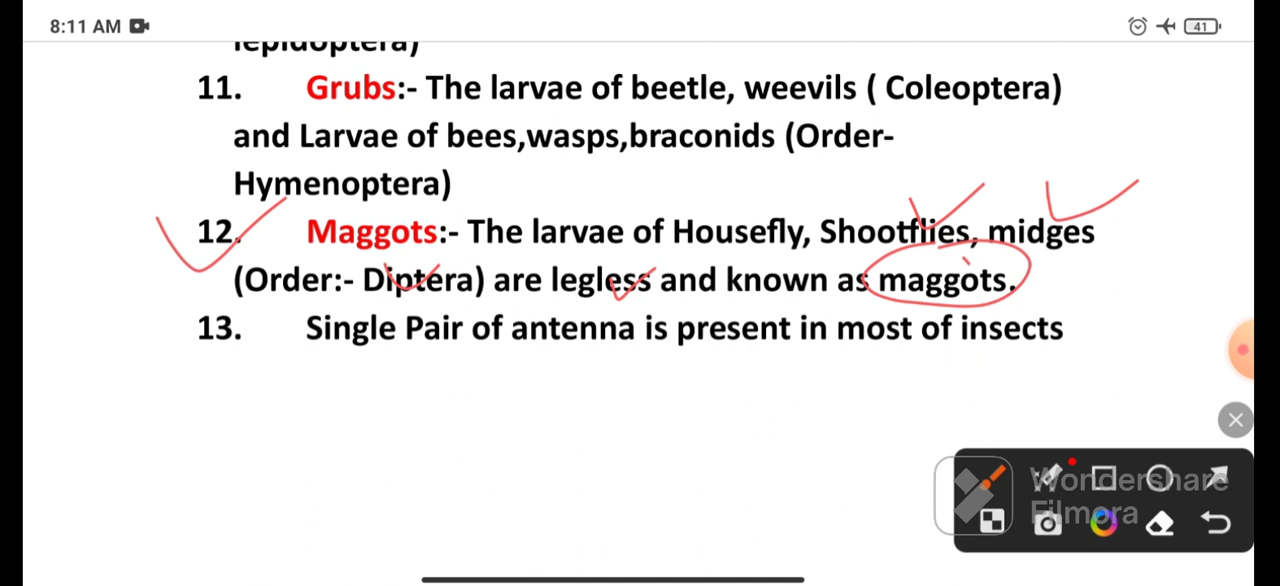 8:11 AM
41
lepidoptera)
11. Grubs:- The larvae of beetle, weevils ( Coleoptera)
and Larvae of bees,wasps,braconids (Order-
Hymenoptera)
12. Maggots:- The larvae of Housefly, Shootflies, midges
(Order:- Diptera) are legless and known as maggots.
13. Single Pair of antenna is present in most of insects
Wondershare
Filmora